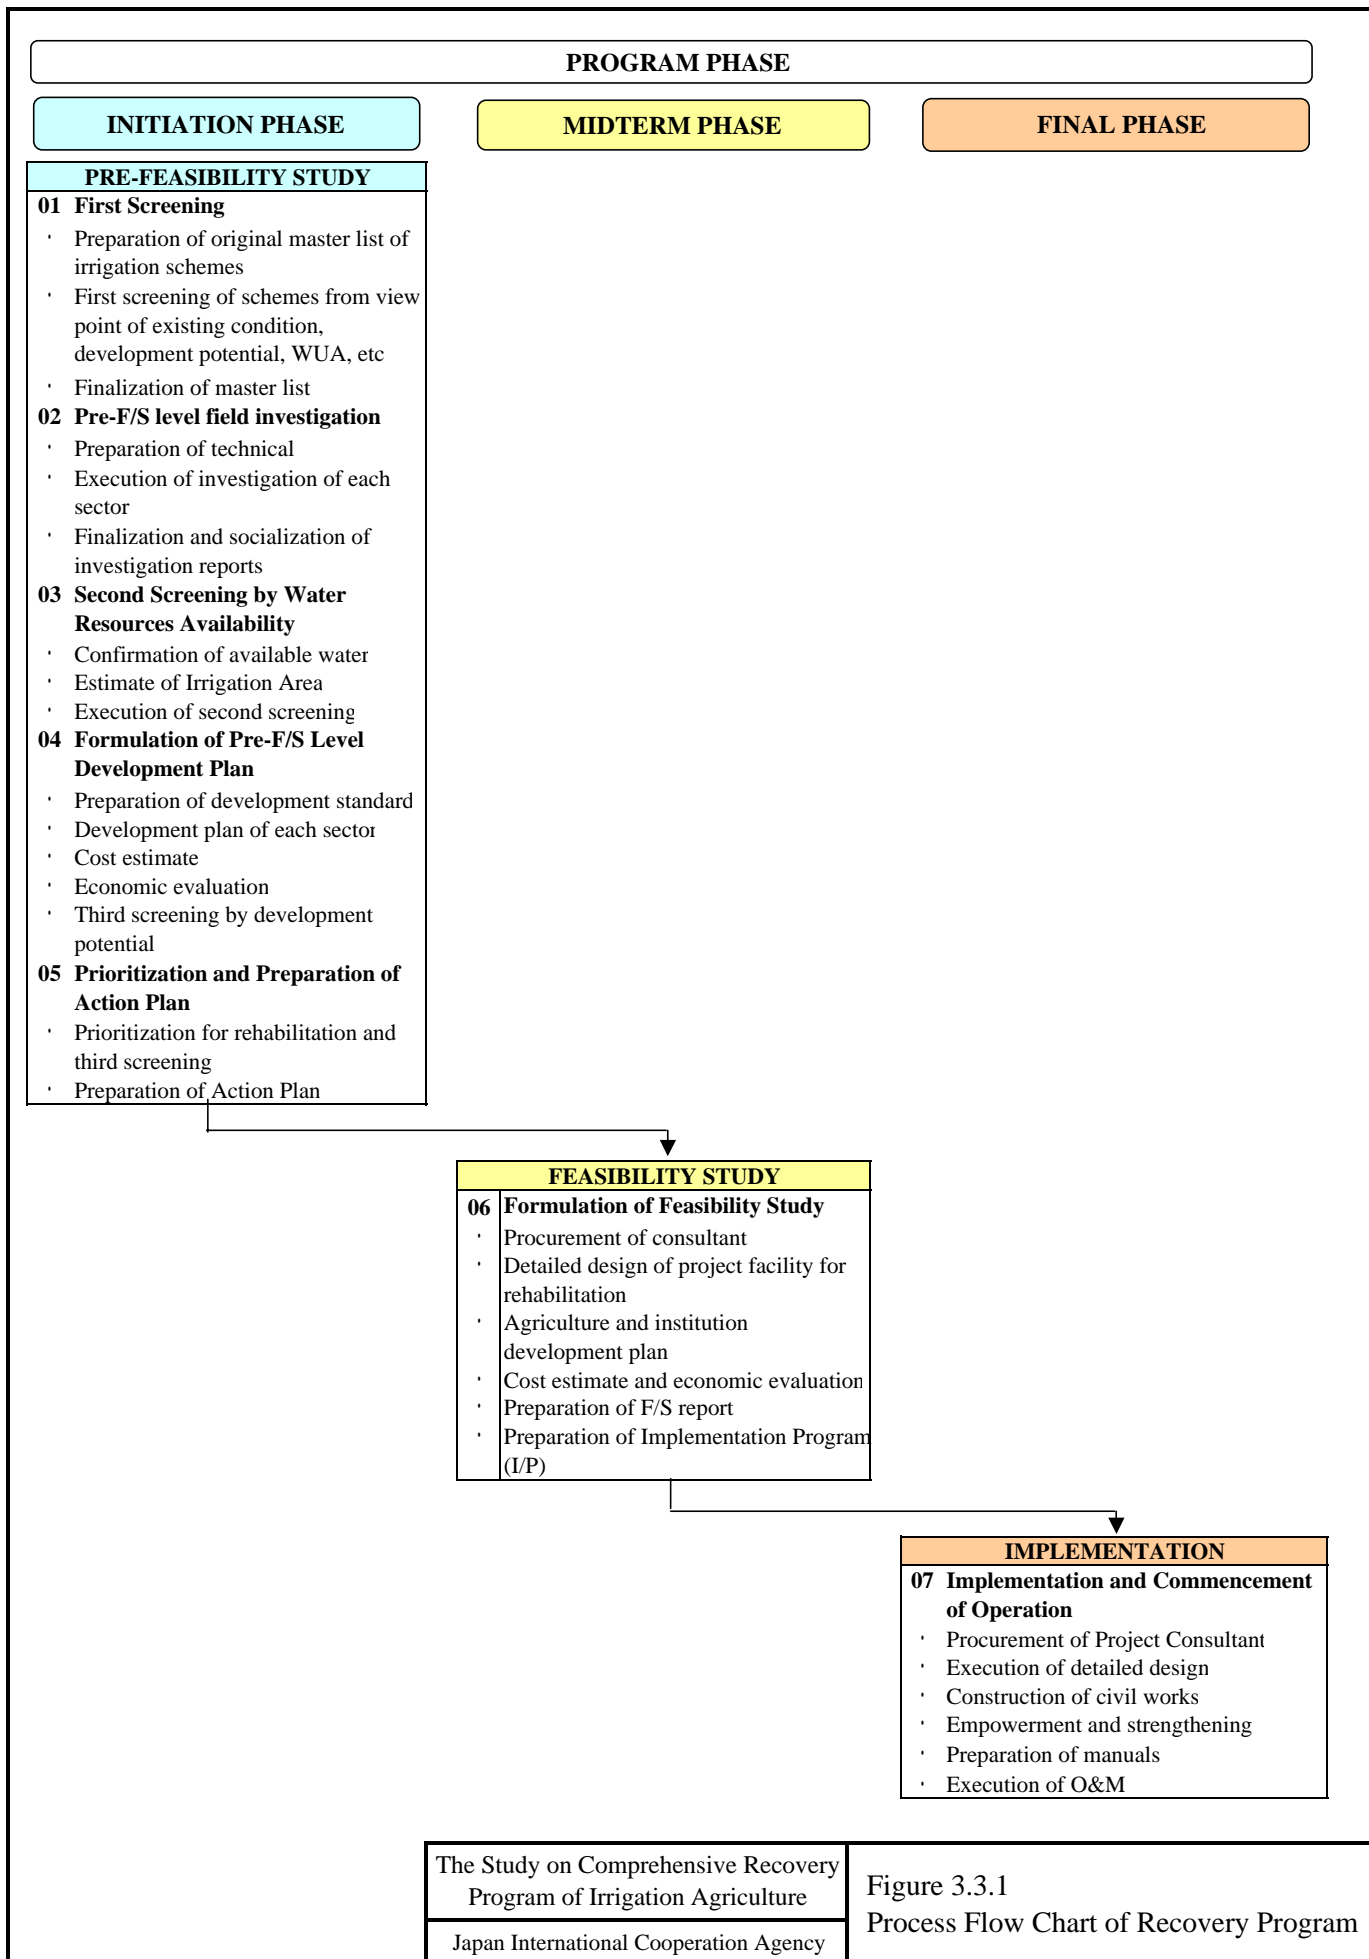 PROGRAM PHASE
INITIATION PHASE
MIDTERM PHASE
FINAL PHASE
PRE-FEASIBILITY STUDY
01 First Screening
· Preparation of original master list of
irrigation schemes
· First screening of schemes from view
point of existing condition,
development potential, WUA, etc
· Finalization of master list
02 Pre-F/S level field investigation
· Preparation of technical
· Execution of investigation of each
sector
· Finalization and socialization of
investigation reports
03 Second Screening by Water
Resources Availability
· Confirmation of available water
· Estimate of Irrigation Area
· Execution of second screening
04 Formulation of Pre-F/S Level
Development Plan
· Preparation of development standard
· Development plan of each sector
· Cost estimate
· Economic evaluation
· Third screening by development
potential
05 Prioritization and Preparation of
Action Plan
· Prioritization for rehabilitation and
third screening
· Preparation of Action Plan
FEASIBILITY STUDY
06 Formulation of Feasibility Study
· Procurement of consultant
· Detailed design of project facility for
rehabilitation
· Agriculture and institution
development plan
· Cost estimate and economic evaluation
· Preparation of F/S report
· Preparation of Implementation Program
(I/P)
IMPLEMENTATION
07 Implementation and Commencement
of Operation
· Procurement of Project Consultant
· Execution of detailed design
· Construction of civil works
· Empowerment and strengthening
· Preparation of manuals
· Execution of O&M
The Study on Comprehensive Recovery
Program of Irrigation Agriculture
Japan International Cooperation Agency
Figure 3.3.1
Process Flow Chart of Recovery Program